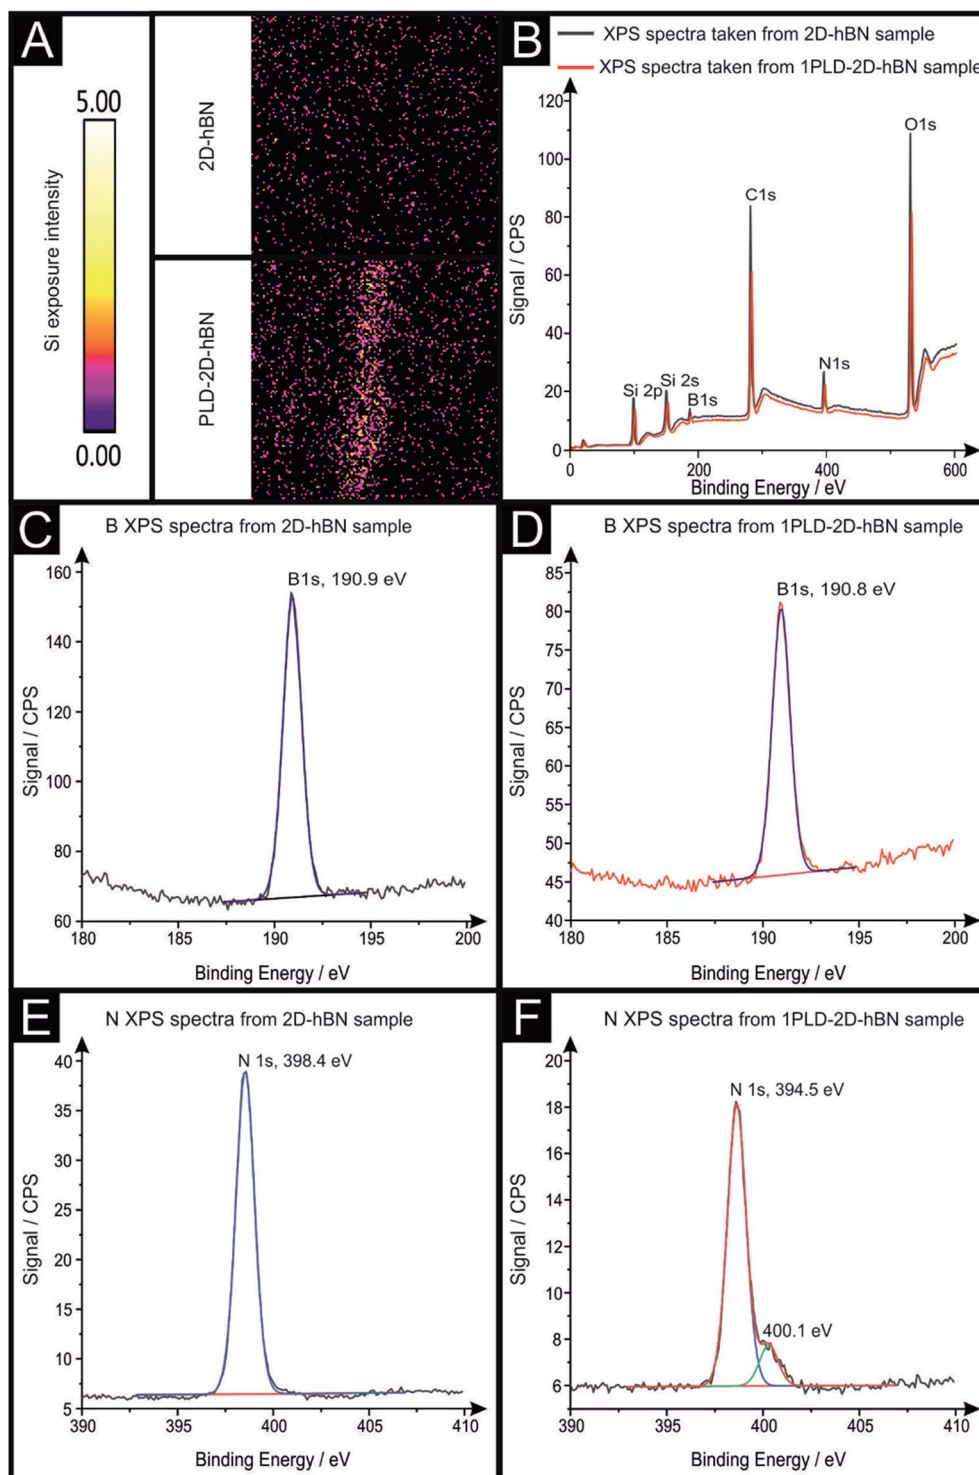 A
5.00
Si exposure intensity
0.00
2D-hBN
PLD-2D-hBN
B
XPS spectra taken from 2D-hBN sample
XPS spectra taken from 1PLD-2D-hBN sample
Signal / CPS
120
100
80
60
40
20
0
Si 2p
Si 2s
B1s
C1s
N1s
O1s
0 200 300 400 600
Binding Energy / eV
C
B XPS spectra from 2D-hBN sample
B1s, 190.9 eV
Signal / CPS
160
140
120
100
80
60
180 185 191 195 200
Binding Energy / eV
D
B XPS spectra from 1PLD-2D-hBN sample
B1s, 190.8 eV
Signal / CPS
85
80
75
70
65
60
55
50
45
40
180 185 191 195 200
Binding Energy / eV
E
N XPS spectra from 2D-hBN sample
N 1s, 398.4 eV
Signal / CPS
40
35
30
25
20
15
10
5
390 395 400 405 410
Binding Energy / eV
F
N XPS spectra from 1PLD-2D-hBN sample
N 1s, 394.5 eV
400.1 eV
Signal / CPS
20
18
16
14
12
10
8
6
5
390 395 400 405 410
Binding Energy / eV